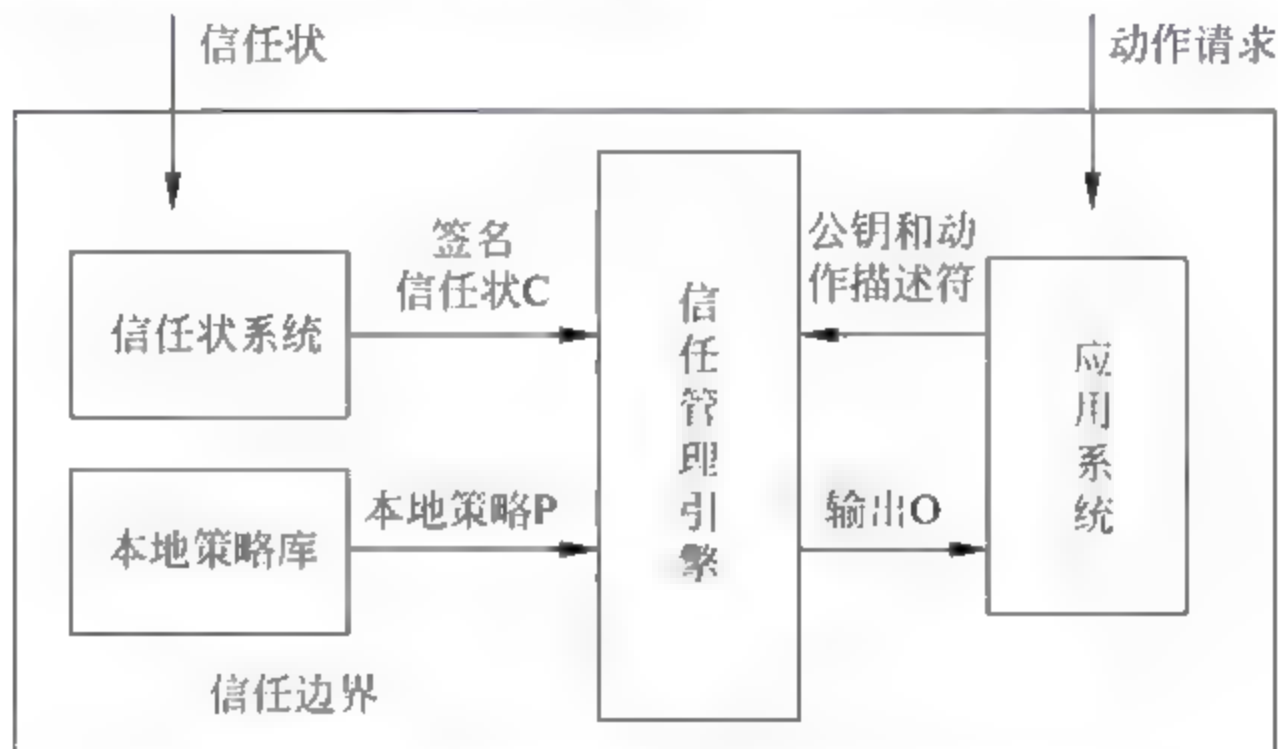 信任状
动作请求
签名
信任状C
公钥和动
作描述符
信任状系统
信任管理引擎
应用系统
本地策略P
输出O
本地策略库
信任边界